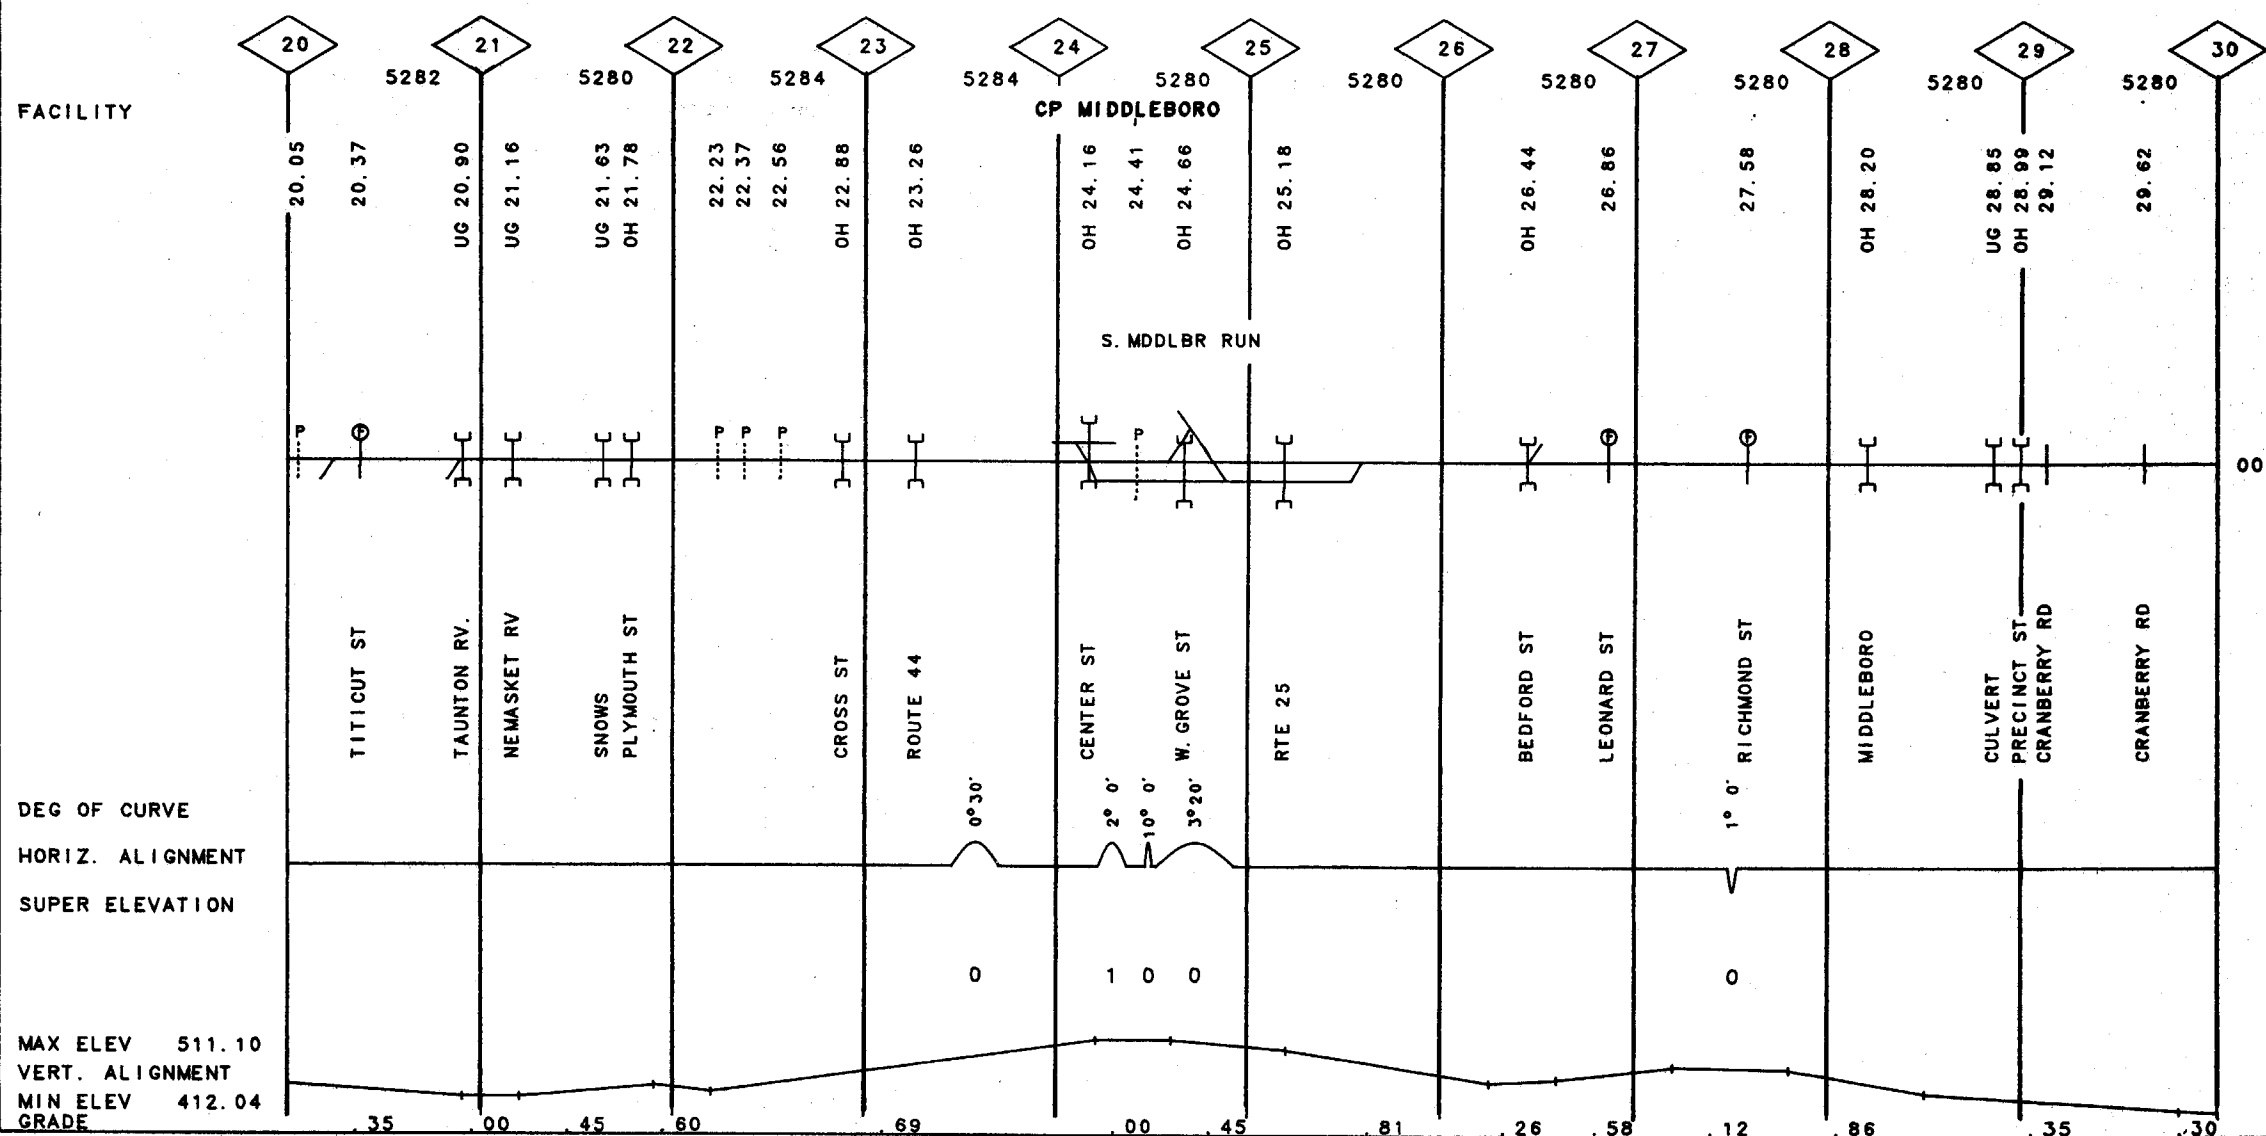 20 21 22 23 24 25 26 27 28 29 30
5282 5280 5284 5284 5280 5280 5280 5280 5280 5280
FACILITY
CP MIDDLEBORO
20.05
20.37
UG 20.90
UG 21.16
UG 21.63
OH 21.78
22.23
22.37
22.56
OH 22.88
OH 23.26
OH 24.16
24.41
OH 24.66
OH 25.18
OH 26.44
26.86
27.58
OH 28.20
UG 28.85
OH 28.99
29.12
29.62
S. MDDLBR RUN
P P P P P P P P
00
TITICUT ST
TAUNTON RV.
NEMASKET RV
SNOWS
PLYMOUTH ST
CROSS ST
ROUTE 44
CENTER ST
W. GROVE ST
RTE 25
BEDFORD ST
LEONARD ST
RICHMOND ST
MIDDLEBORO
CULVERT
PRECINCT ST
CRANBERRY RD
CRANBERRY RD
DEG OF CURVE
0°30'
2° 0'
10° 0'
3°20'
1° 0'
HORIZ. ALIGNMENT
SUPER ELEVATION
0 1 0 0 0
MAX ELEV 511.10
VERT. ALIGNMENT
MIN ELEV 412.04
GRADE .35 .00 .45 .60 .69 .00 .45 .81 .26 .58 .12 .86 .35 .30